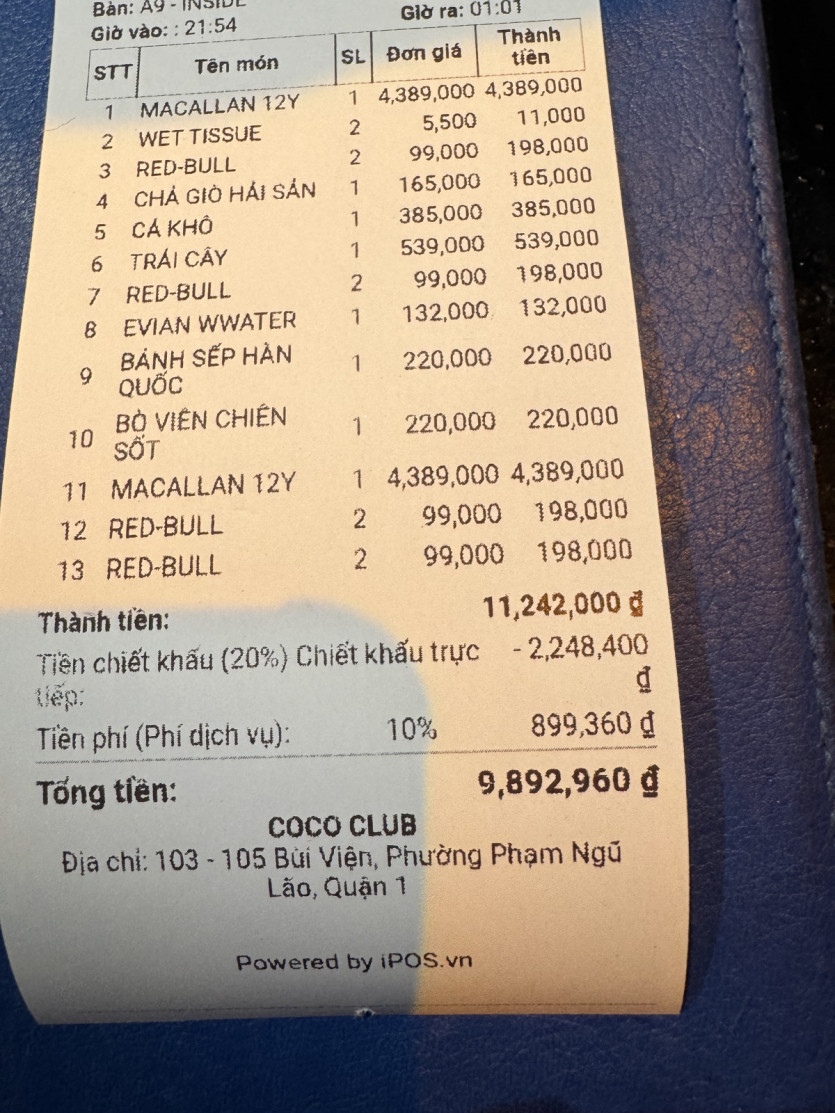 Bàn: A9 - INSIDE
Giờ vào: : 21:54 Giờ ra: 01:01
STT Tên món SL Đơn giá Thành tiền
1 MACALLAN 12Y 1 4,389,000 4,389,000
2 WET TISSUE 2 5,500 11,000
3 RED-BULL 2 99,000 198,000
4 CHẢ GIÒ HẢI SẢN 1 165,000 165,000
5 CÁ KHÔ 1 385,000 385,000
6 TRÁI CÂY 1 539,000 539,000
7 RED-BULL 2 99,000 198,000
8 EVIAN WWATER 1 132,000 132,000
9 BÁNH SẾP HÀN QUỐC 1 220,000 220,000
10 BÒ VIÊN CHIÊN SỐT 1 220,000 220,000
11 MACALLAN 12Y 1 4,389,000 4,389,000
12 RED-BULL 2 99,000 198,000
13 RED-BULL 2 99,000 198,000
Thành tiền: 11,242,000 ₫
Tiền chiết khấu (20%) Chiết khấu trực tiếp: - 2,248,400 ₫
Tiền phí (Phí dịch vụ): 10% 899,360 ₫
Tổng tiền: 9,892,960 ₫
COCO CLUB
Địa chỉ: 103 - 105 Bùi Viện, Phường Phạm Ngũ
Lão, Quận 1
Powered by iPOS.vn